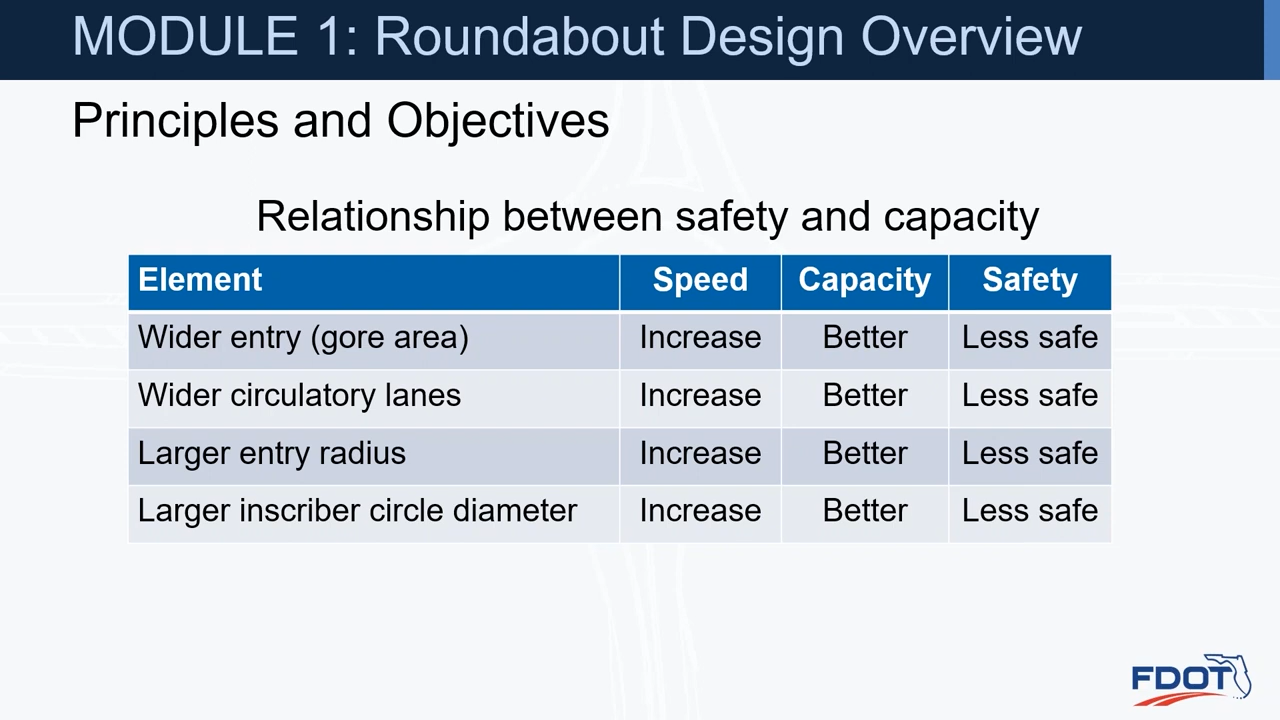 MODULE 1: Roundabout Design Overview
Principles and Objectives
Relationship between safety and capacity
Element Speed Capacity Safety
Wider entry (gore area) Increase Better Less safe
Wider circulatory lanes Increase Better Less safe
Larger entry radius Increase Better Less safe
Larger inscriber circle diameter Increase Better Less safe
FDOT